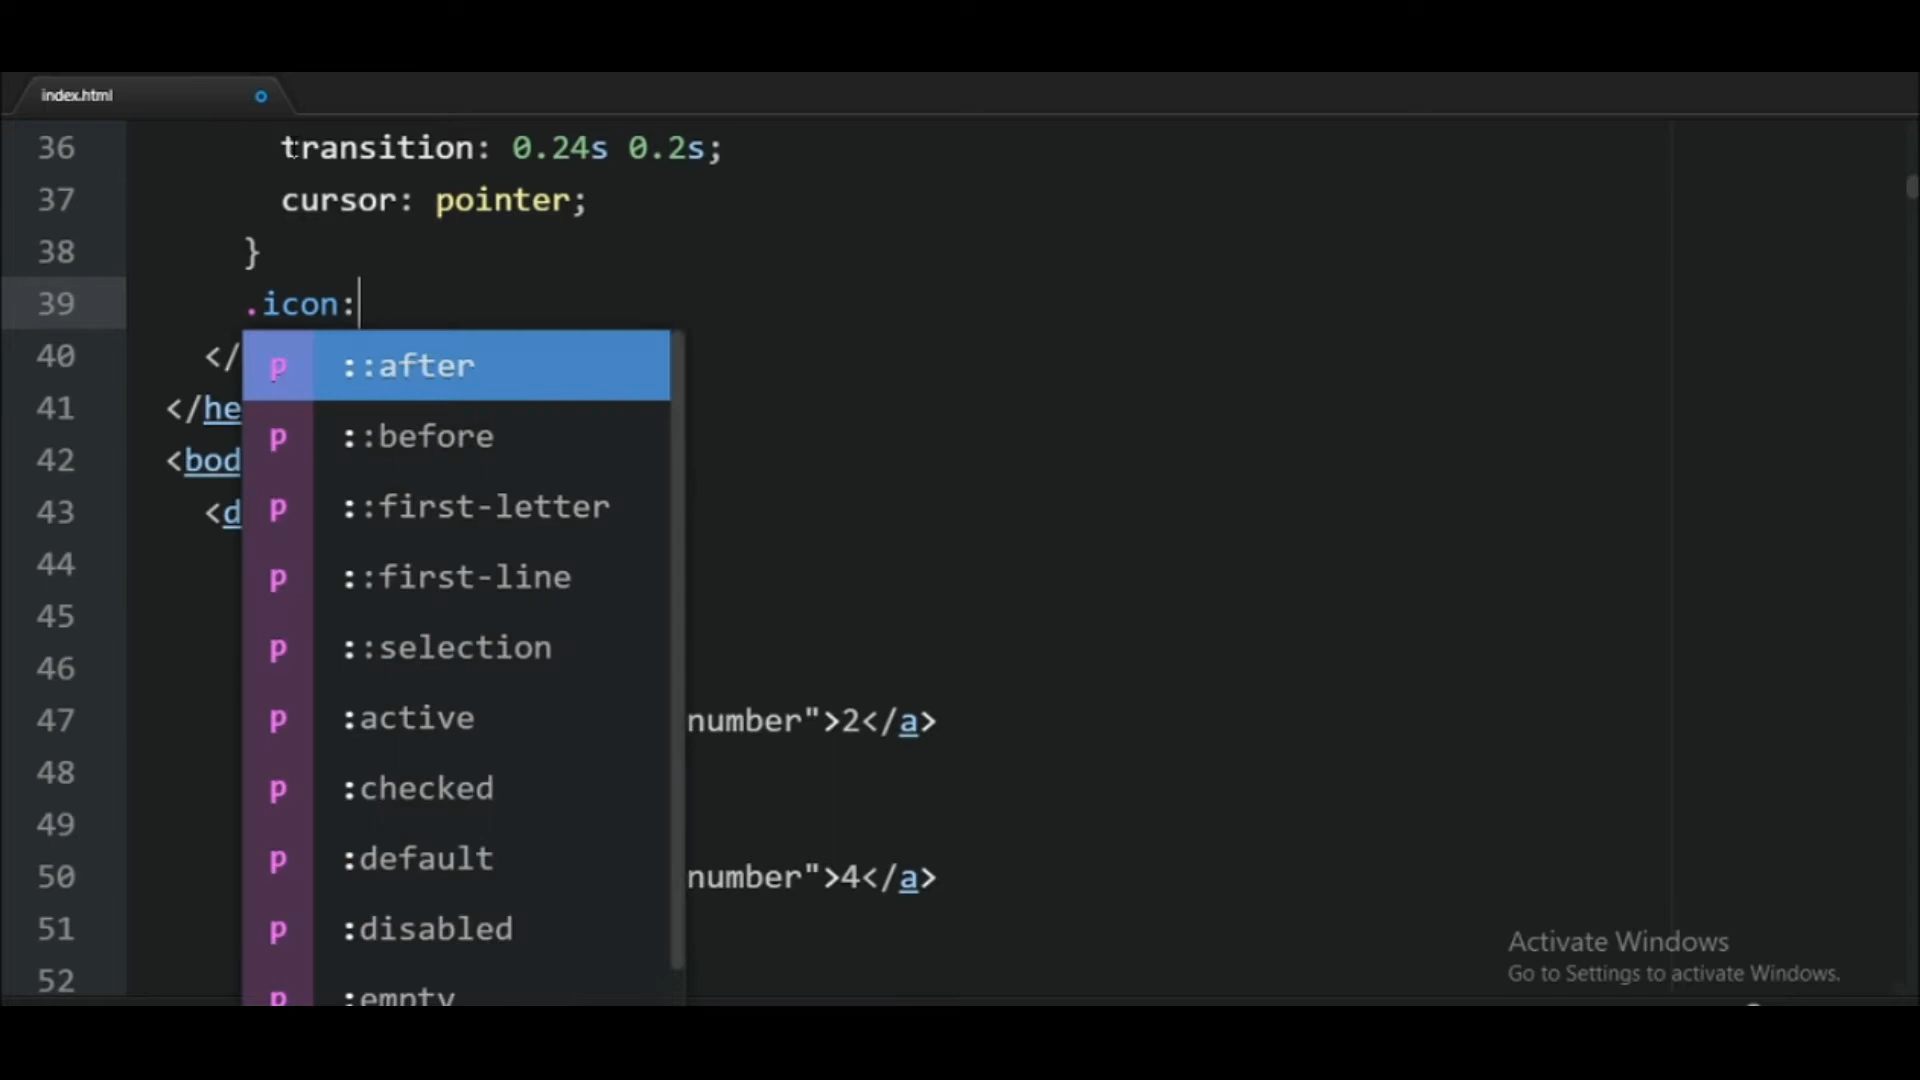 index.html
36 transition: 0.24s 0.2s;
37 cursor: pointer;
38 }
39 .icon:
40 </
41 </he
42 <bod
43 <d
44
45
46
47 number">2</a>
48
49
50 number">4</a>
51
52
p ::after
p ::before
p ::first-letter
p ::first-line
p ::selection
p :active
p :checked
p :default
p :disabled
p :empty
Activate Windows
Go to Settings to activate Windows.